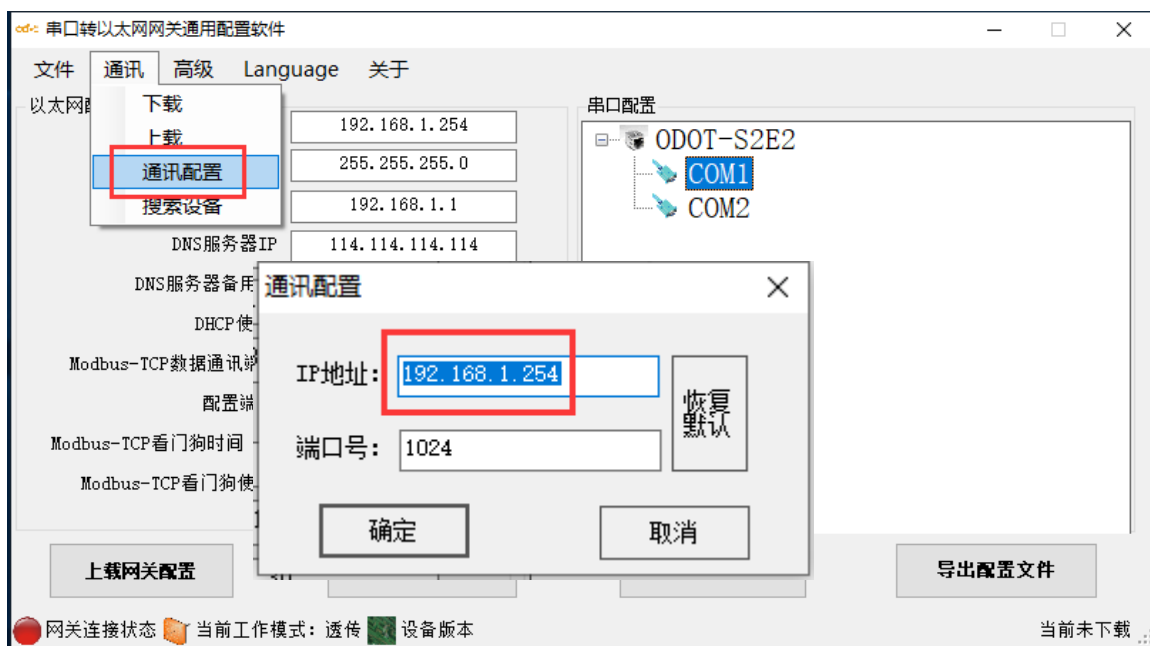 串口转以太网网关通用配置软件
文件 通讯 高级 Language 关于
以太网
下载
上载
通讯配置
搜索设备
192.168.1.254
255.255.255.0
192.168.1.1
DNS服务器IP 114.114.114.114
DNS服务器备用
DHCP使
Modbus-TCP数据通讯
配置端
Modbus-TCP看门狗时间
Modbus-TCP看门狗使
串口配置
ODOT-S2E2
COM1
COM2
通讯配置
IP地址: 192.168.1.254
端口号: 1024
恢复
默认
确定 取消
上载网关配置
导出配置文件
网关连接状态 当前工作模式: 透传 设备版本 当前未下载